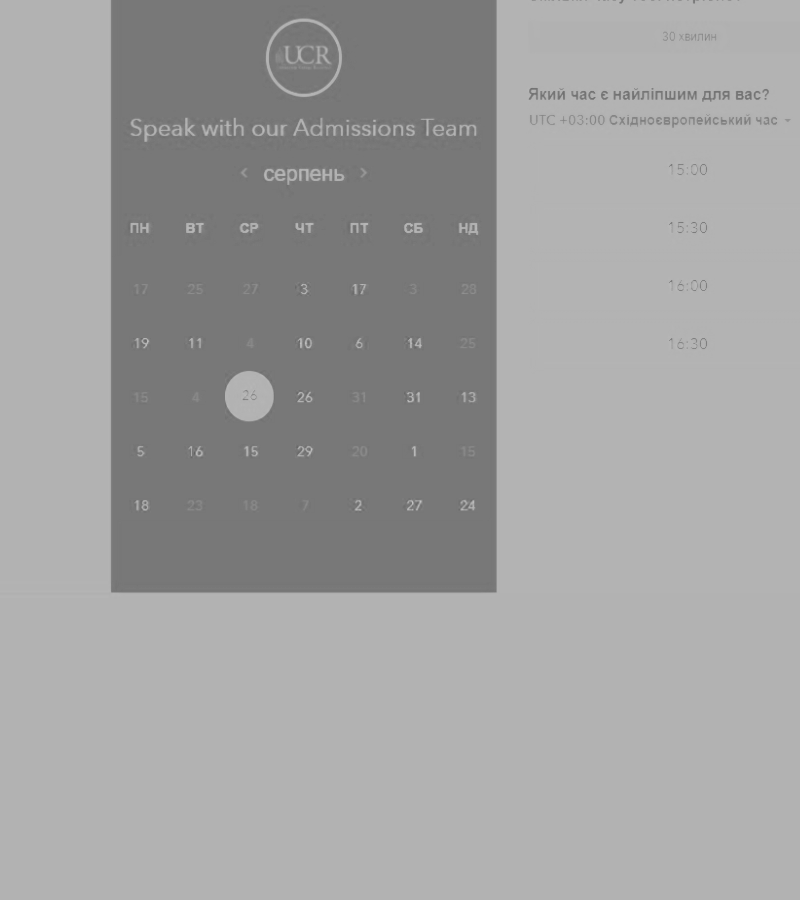 UCR
Speak with our Admissions Team
‹ серпень ›
ПН ВТ СР ЧТ ПТ СБ НД
17 25 27 3 17 3 28
19 11 4 10 6 14 25
15 4 26 26 31 31 13
5 16 15 29 20 1 15
18 23 18 7 2 27 24
30 хвилин
Який час є найліпшим для вас?
UTC +03:00 Східноєвропейський час
15:00
15:30
16:00
16:30